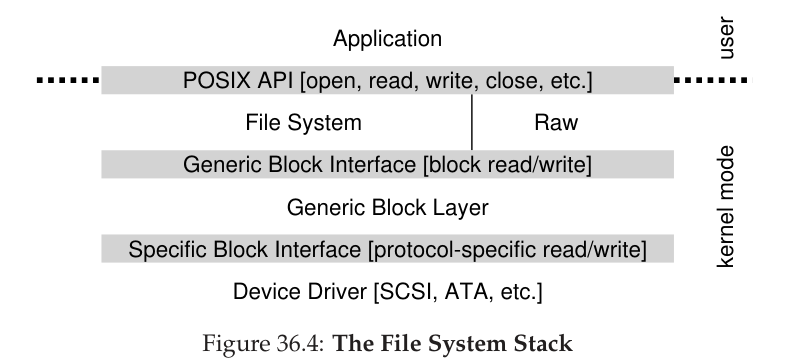 Application
user
POSIX API [open, read, write, close, etc.]
File System
Raw
Generic Block Interface [block read/write]
Generic Block Layer
kernel mode
Specific Block Interface [protocol-specific read/write]
Device Driver [SCSI, ATA, etc.]
Figure 36.4: The File System Stack